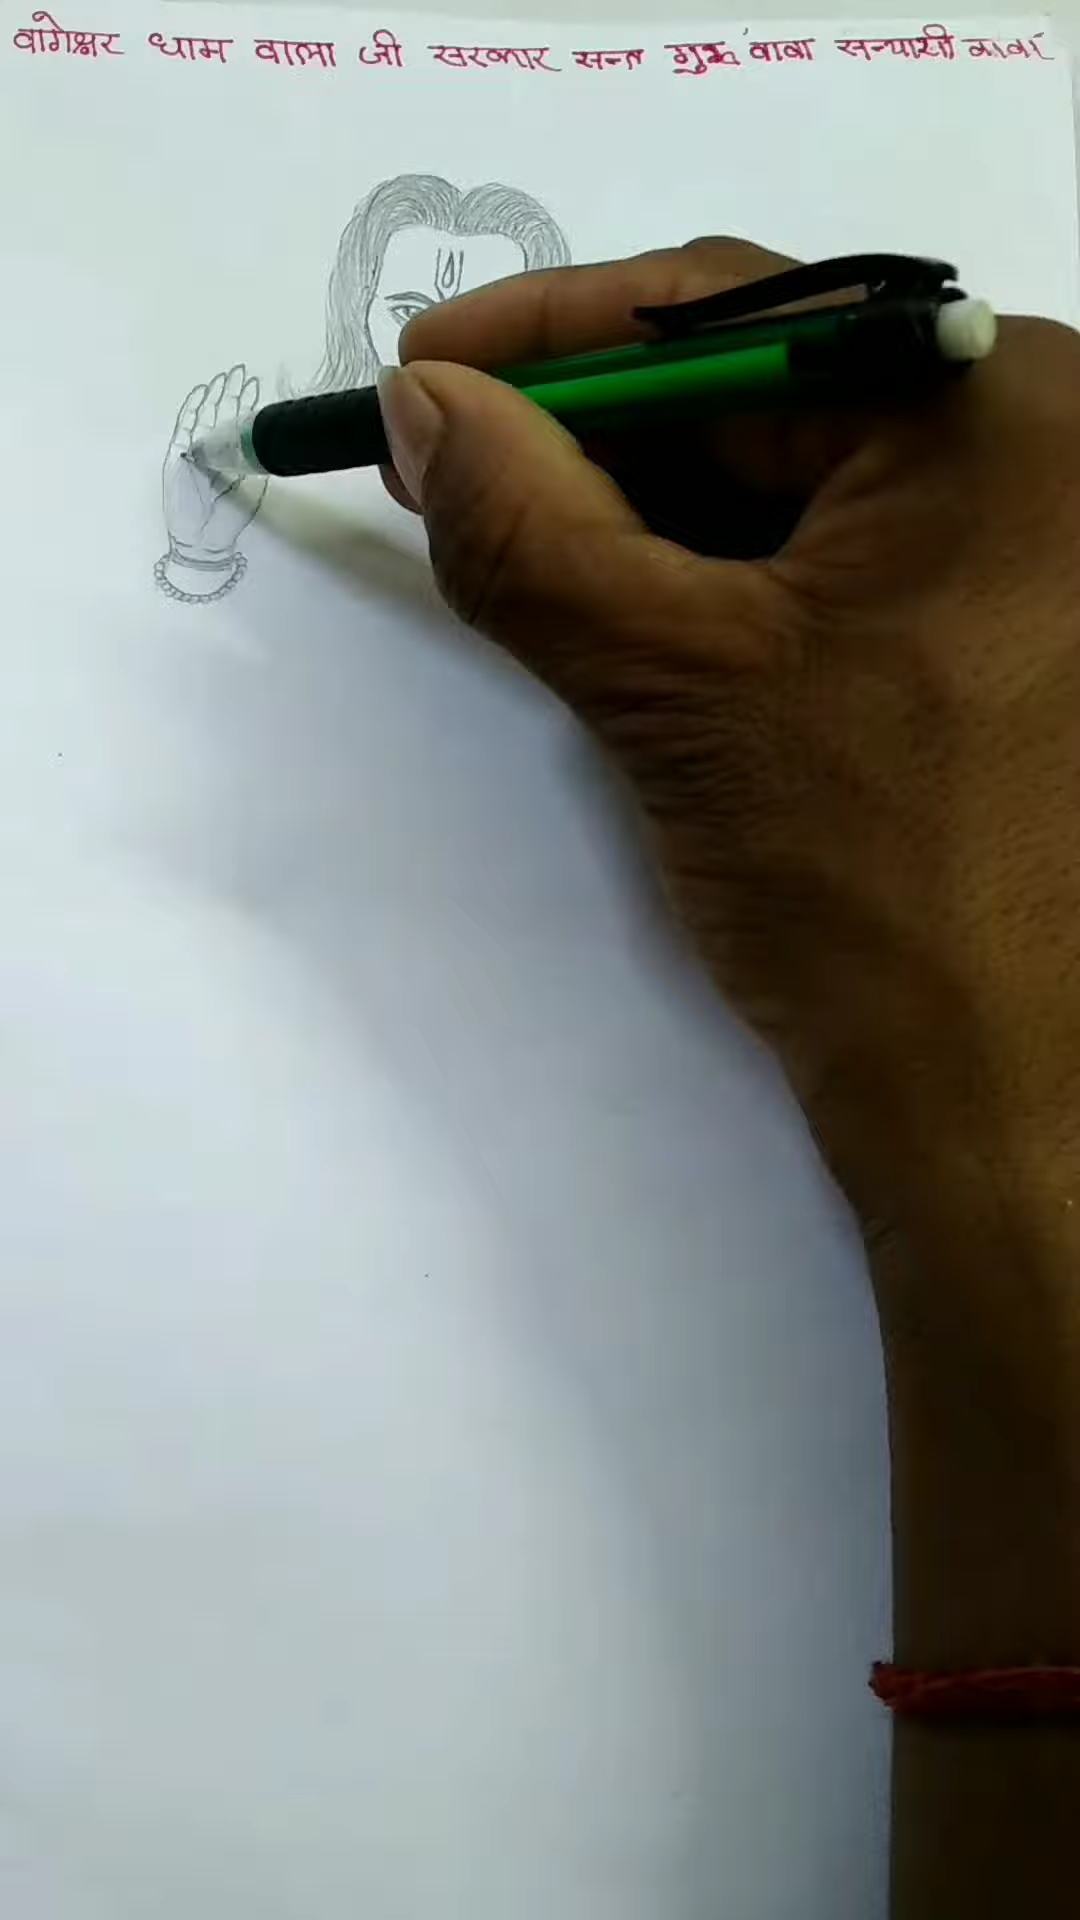 वागेश्वर धाम वाला जी सरकार सन्त गुरू बाबा सन्यासी बाबा